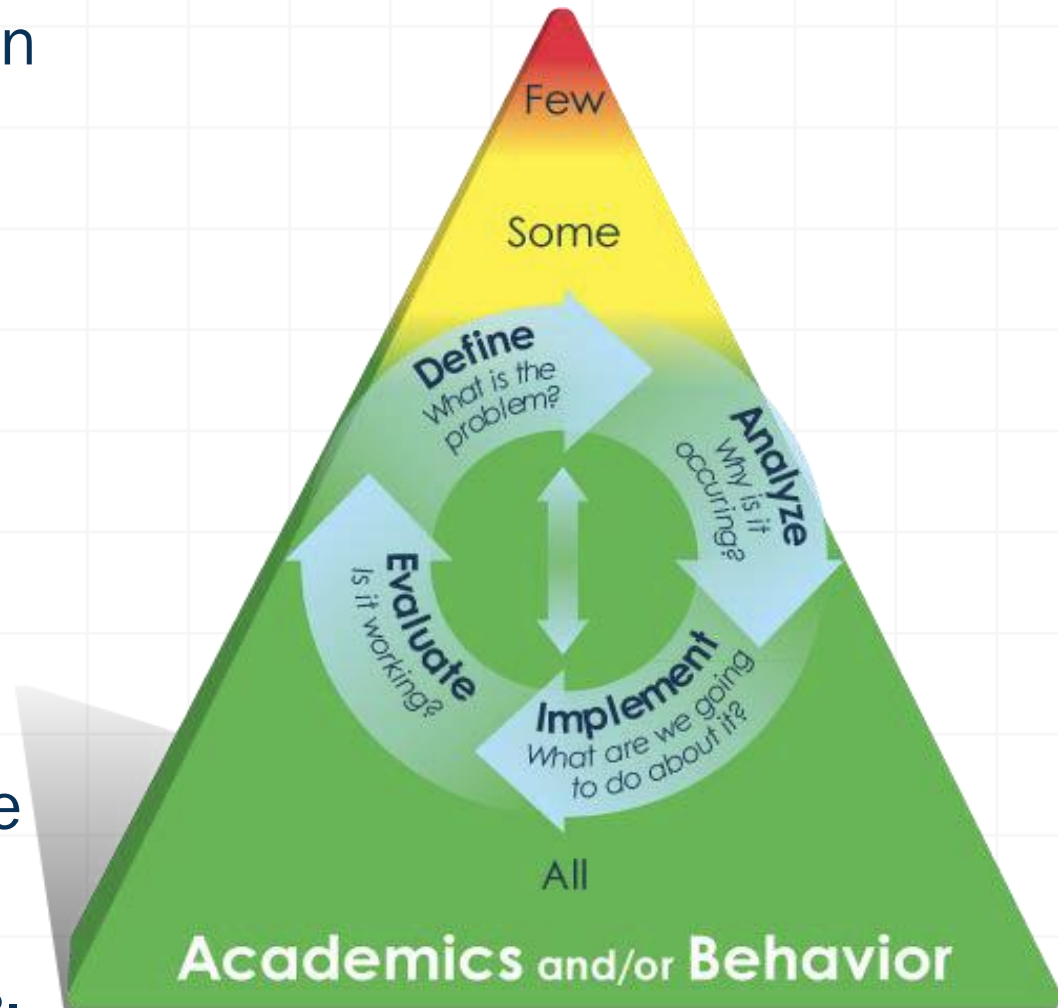 n
Few
Some
Define
What is the
problem?
Analyze
Why is it
occuring?
Evaluate
Is it working?
Implement
What are we going
to do about it?
e
All
Academics and/or Behavior